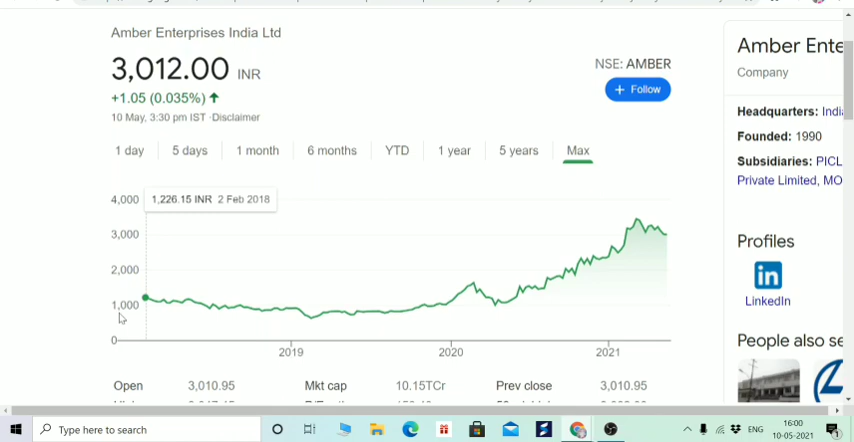 Amber Enterprises India Ltd
3,012.00 INR
+1.05 (0.035%) ↑
10 May, 3:30 pm IST ·Disclaimer
NSE: AMBER
+ Follow
1 day 5 days 1 month 6 months YTD 1 year 5 years Max
1,226.15 INR 2 Feb 2018
4,000
3,000
2,000
1,000
0
2019 2020 2021
Open 3,010.95 Mkt cap 10.15TCr Prev close 3,010.95
Amber Ente
Company
Headquarters: Indi
Founded: 1990
Subsidiaries: PICL
Private Limited, MO
Profiles
in
LinkedIn
People also se
Type here to search
ENG
16:00
10-05-2021